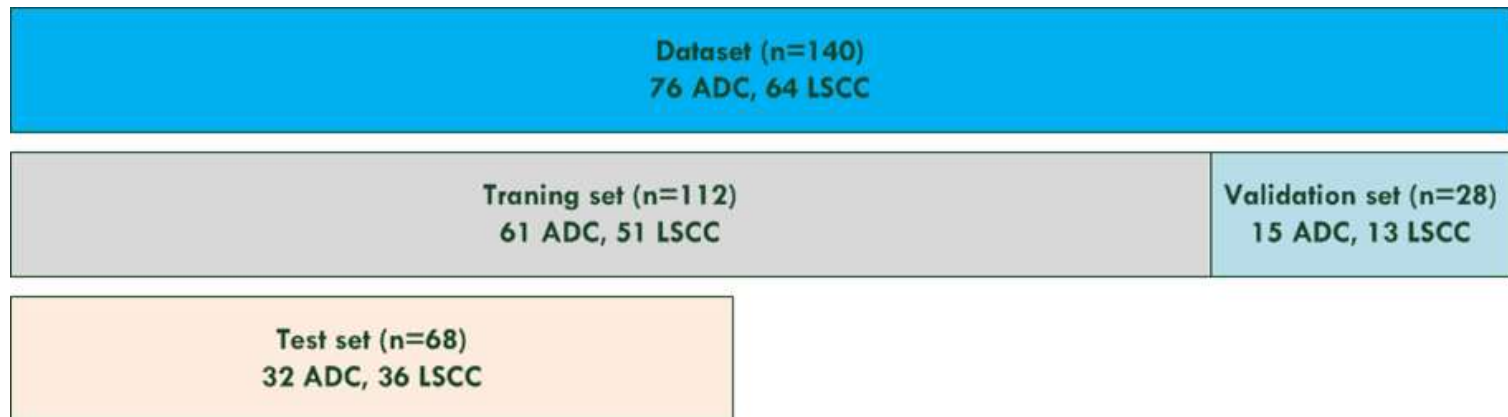 Dataset (n=140)
76 ADC, 64 LSCC
Traning set (n=112)
61 ADC, 51 LSCC
Validation set (n=28)
15 ADC, 13 LSCC
Test set (n=68)
32 ADC, 36 LSCC